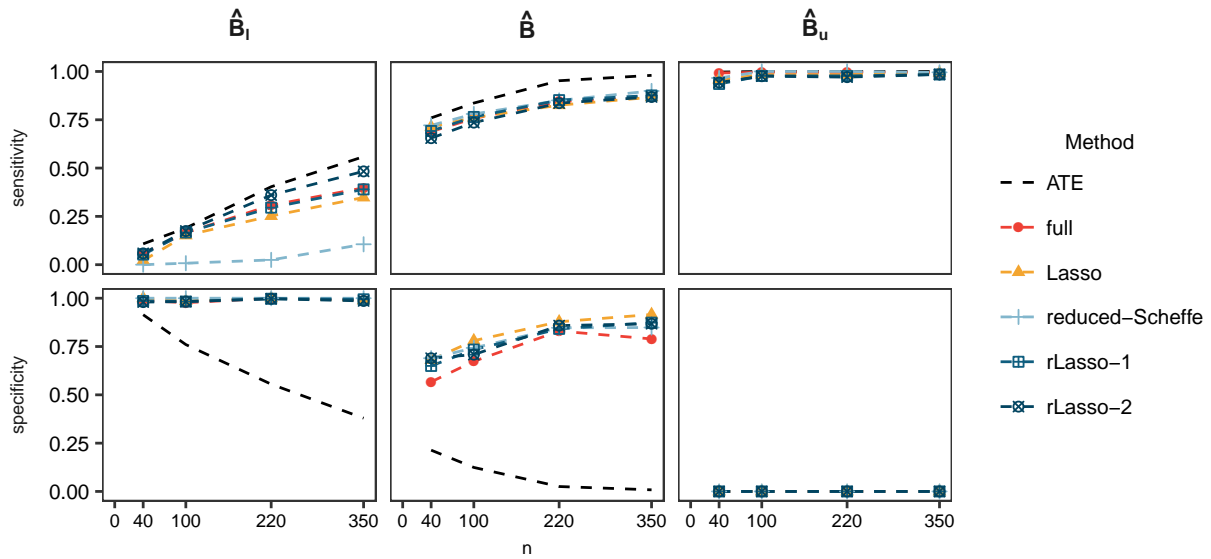 B̂ₗ B̂ B̂ᵤ
1.00
0.75
0.50
0.25
0.00
sensitivity
1.00
0.75
0.50
0.25
0.00
specificity
0 40 100 220 350 0 40 100 220 350 0 40 100 220 350
n
Method
ATE
full
Lasso
reduced−Scheffe
rLasso−1
rLasso−2